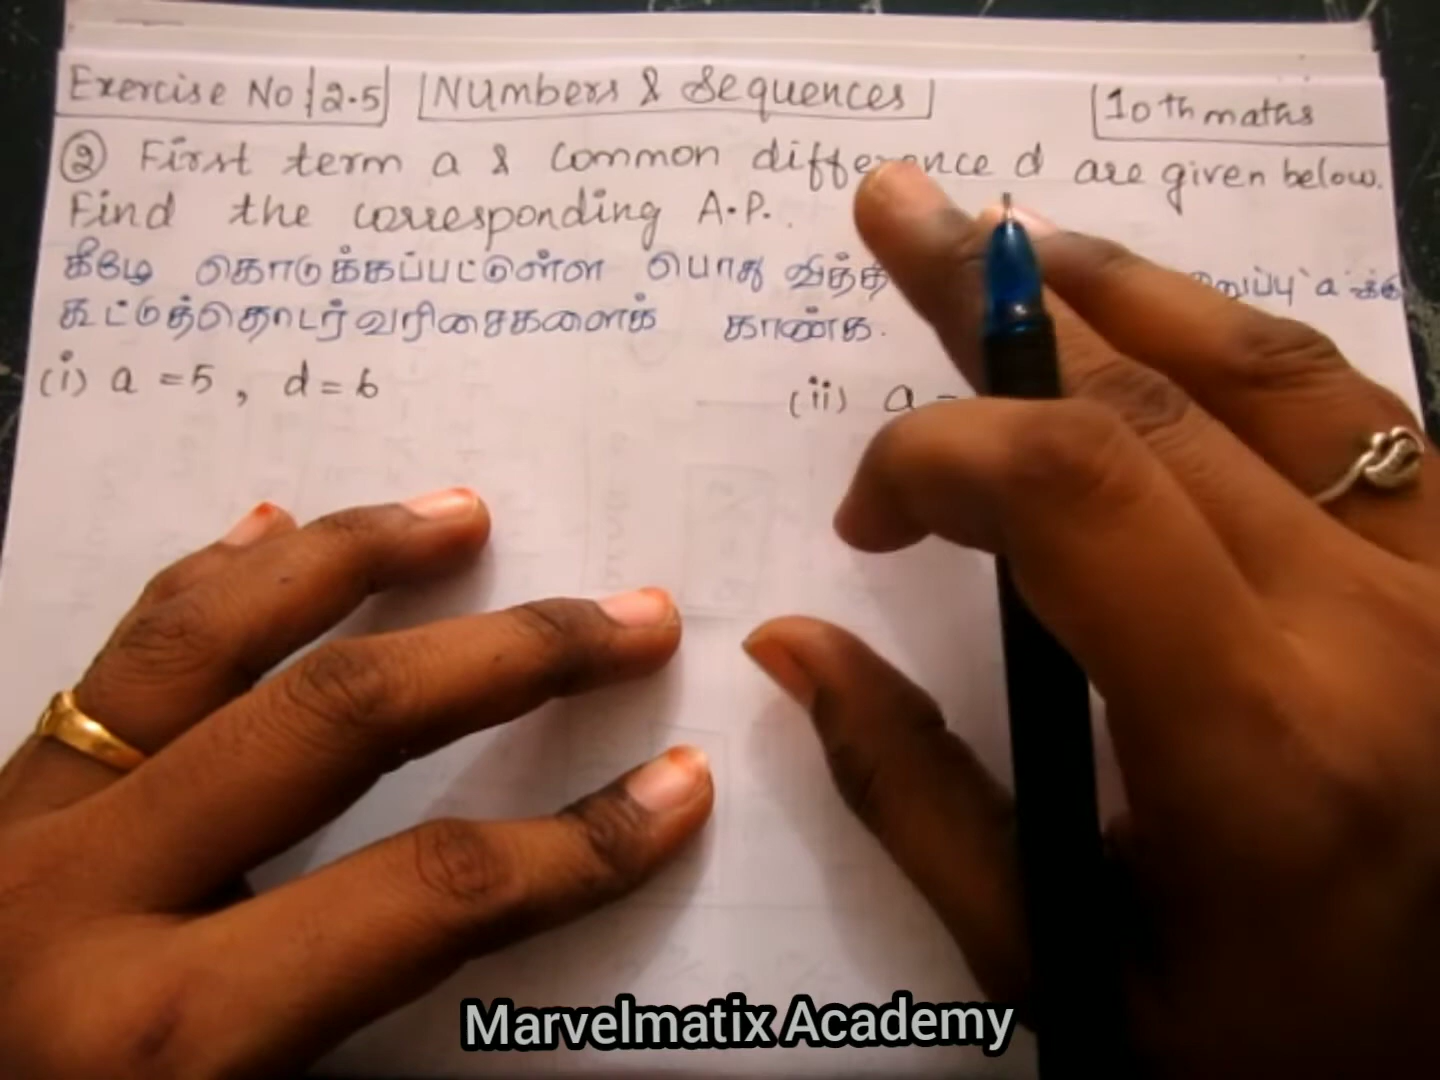 Exercise No 2.5
Numbers & Sequences
10th maths
② First term a & Common difference d are given below.
Find the corresponding A.P.
கீழே கொடுக்கப்பட்டுள்ள பொது வித்தி 'a' க்கு
கூட்டுத்தொடர் வரிசைகளைக் காண்க.
(i) a = 5, d = 6
(ii) a =
Marvelmatix Academy